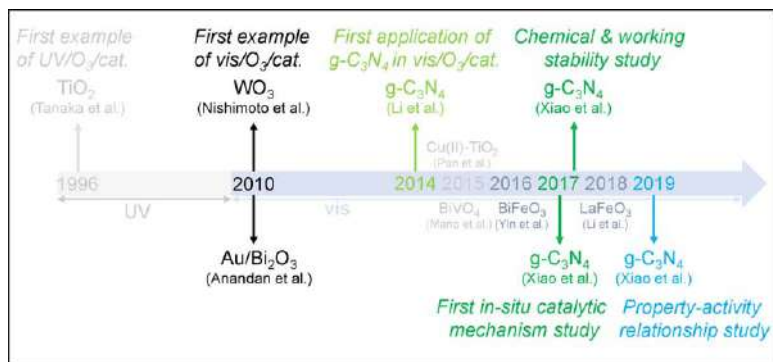 First example
of UV/O₃/cat.
TiO₂
(Tanaka et al.)
First example
of vis/O₃/cat.
WO₃
(Nishimoto et al.)
First application of
g-C₃N₄ in vis/O₃/cat.
g-C₃N₄
(Li et al.)
Chemical & working
stability study
g-C₃N₄
(Xiao et al.)
Cu(II)-TiO₂
(Pan et al.)
1996 2010 2014 2015 2016 2017 2018 2019
UV
vis
BiVO₄
(Mano et al.)
BiFeO₃
(Yin et al.)
LaFeO₃
(Li et al.)
Au/Bi₂O₃
(Anandan et al.)
g-C₃N₄
(Xiao et al.)
First in-situ catalytic
mechanism study
g-C₃N₄
(Xiao et al.)
Property-activity
relationship study